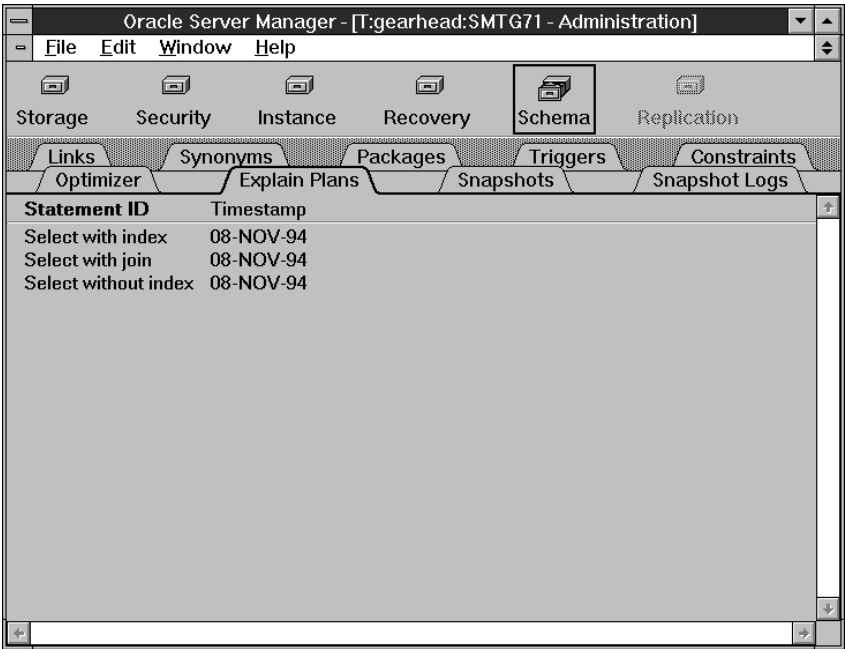 Oracle Server Manager - [T:gearhead:SMTG71 - Administration]
File Edit Window Help
Storage Security Instance Recovery Schema Replication
Links Synonyms Packages Triggers Constraints
Optimizer Explain Plans Snapshots Snapshot Logs
Statement ID Timestamp
Select with index 08-NOV-94
Select with join 08-NOV-94
Select without index 08-NOV-94